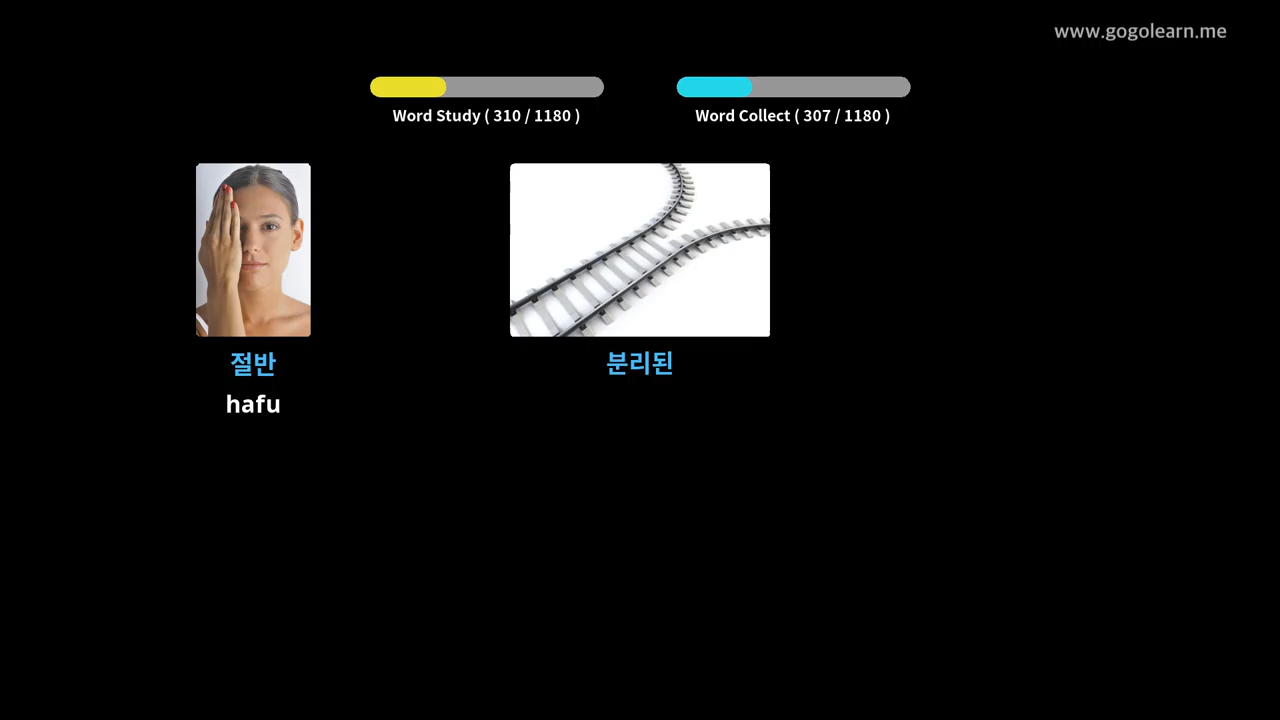 www.gogolearn.me
Word Study ( 310 / 1180 )
Word Collect ( 307 / 1180 )
절반
hafu
분리된